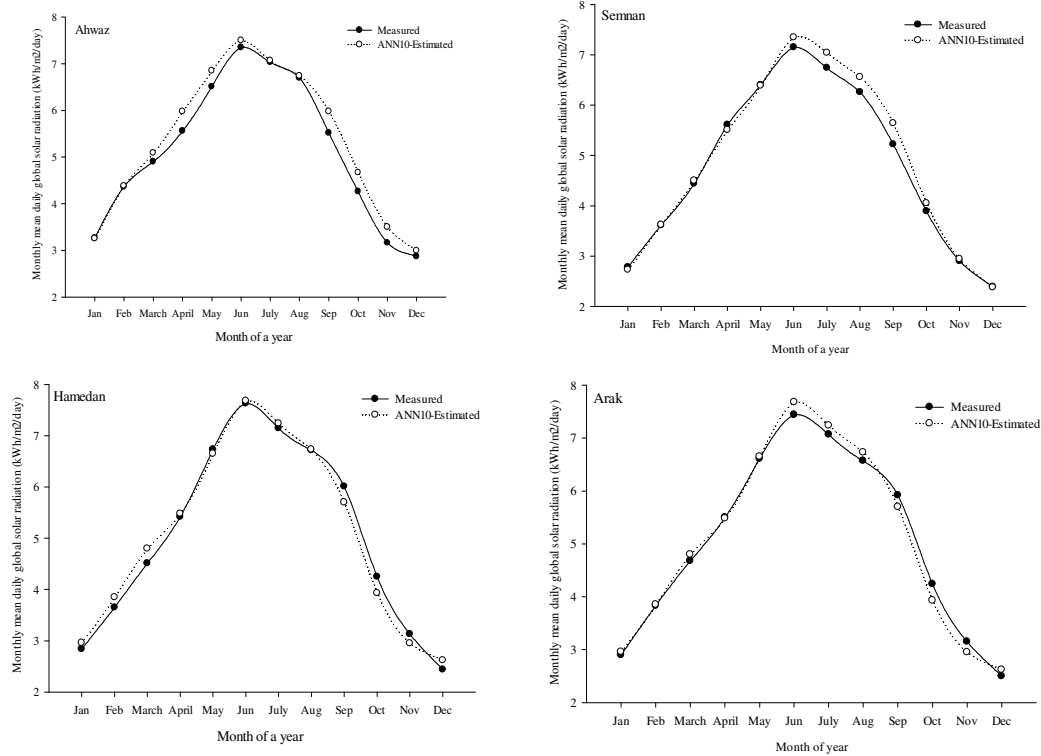 Ahwaz
Measured
ANN10-Estimated
Monthly mean daily global solar radiation (kWh/m2/day)
8
7
6
5
4
3
2
Jan Feb March April May Jun July Aug Sep Oct Nov Dec
Month of a year
Semnan
Measured
ANN10-Estimated
Monthly mean daily global solar radiation (kWh/m2/day)
8
7
6
5
4
3
2
Jan Feb March April May Jun July Aug Sep Oct Nov Dec
Month of a year
Hamedan
Measured
ANN10-Estimated
Monthly mean daily global solar radiation (kWh/m2/day)
8
7
6
5
4
3
2
Jan Feb March April May Jun July Aug Sep Oct Nov Dec
Month of a year
Arak
Measured
ANN10-Estimated
Monthly mean daily global solar radiation (kWh/m2/day)
8
7
6
5
4
3
2
Jan Feb March April May Jun July Aug Sep Oct Nov Dec
Month of year